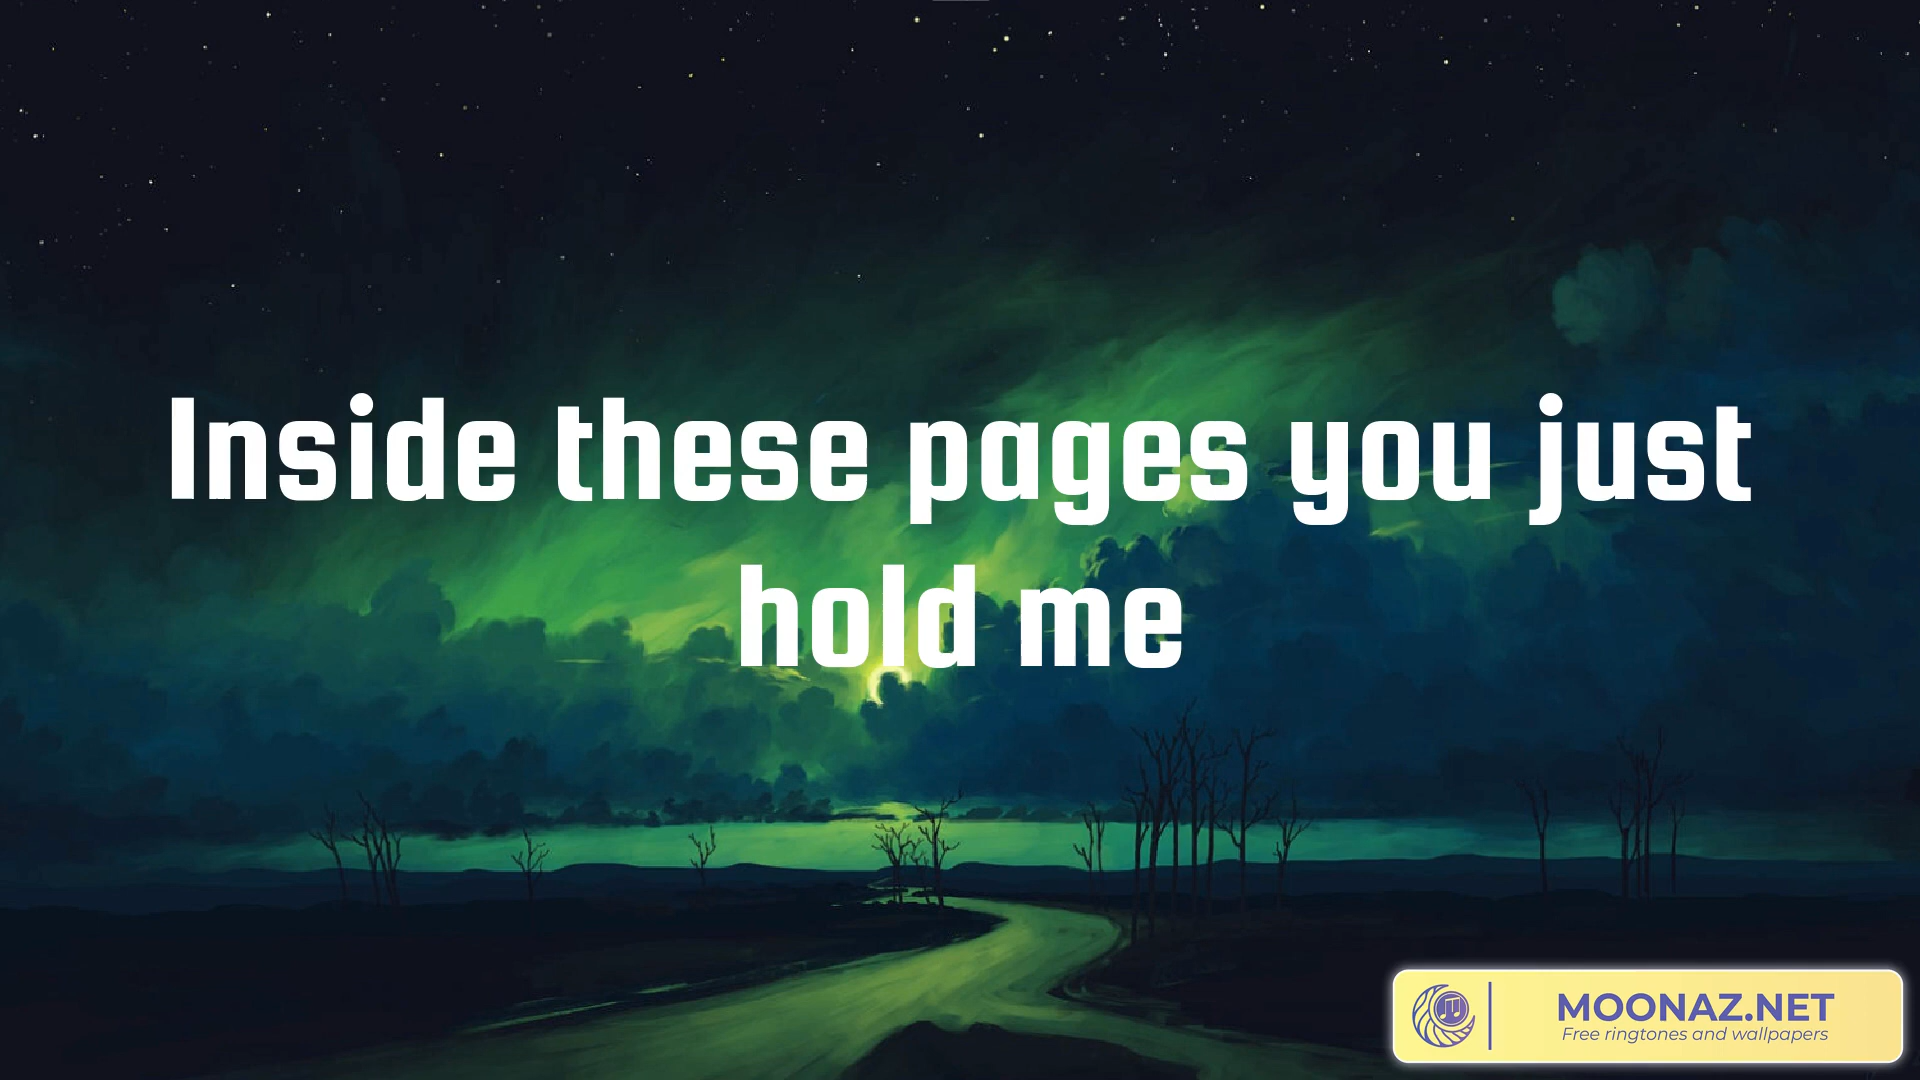 Inside these pages you just
hold me
MOONAZ.NET
Free ringtones and wallpapers